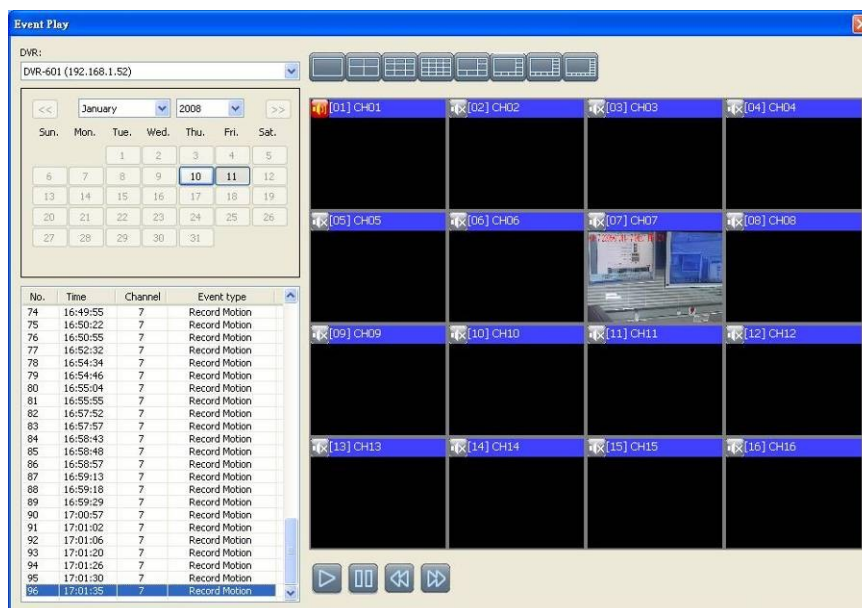 Event Play
DVR:
DVR-601 (192.168.1.52)
<< January 2008 >>
Sun. Mon. Tue. Wed. Thu. Fri. Sat.
1 2 3 4 5
6 7 8 9 10 11 12
13 14 15 16 17 18 19
20 21 22 23 24 25 26
27 28 29 30 31
No. Time Channel Event type
74 16:49:55 7 Record Motion
75 16:50:22 7 Record Motion
76 16:50:55 7 Record Motion
77 16:52:32 7 Record Motion
78 16:54:34 7 Record Motion
79 16:54:46 7 Record Motion
80 16:55:04 7 Record Motion
81 16:55:55 7 Record Motion
82 16:57:52 7 Record Motion
83 16:57:57 7 Record Motion
84 16:58:43 7 Record Motion
85 16:58:48 7 Record Motion
86 16:58:57 7 Record Motion
87 16:59:13 7 Record Motion
88 16:59:18 7 Record Motion
89 16:59:29 7 Record Motion
90 17:00:57 7 Record Motion
91 17:01:02 7 Record Motion
92 17:01:06 7 Record Motion
93 17:01:20 7 Record Motion
94 17:01:26 7 Record Motion
95 17:01:30 7 Record Motion
96 17:01:35 7 Record Motion
[01] CH01 [02] CH02 [03] CH03 [04] CH04
[05] CH05 [06] CH06 [07] CH07 [08] CH08
[09] CH09 [10] CH10 [11] CH11 [12] CH12
[13] CH13 [14] CH14 [15] CH15 [16] CH16